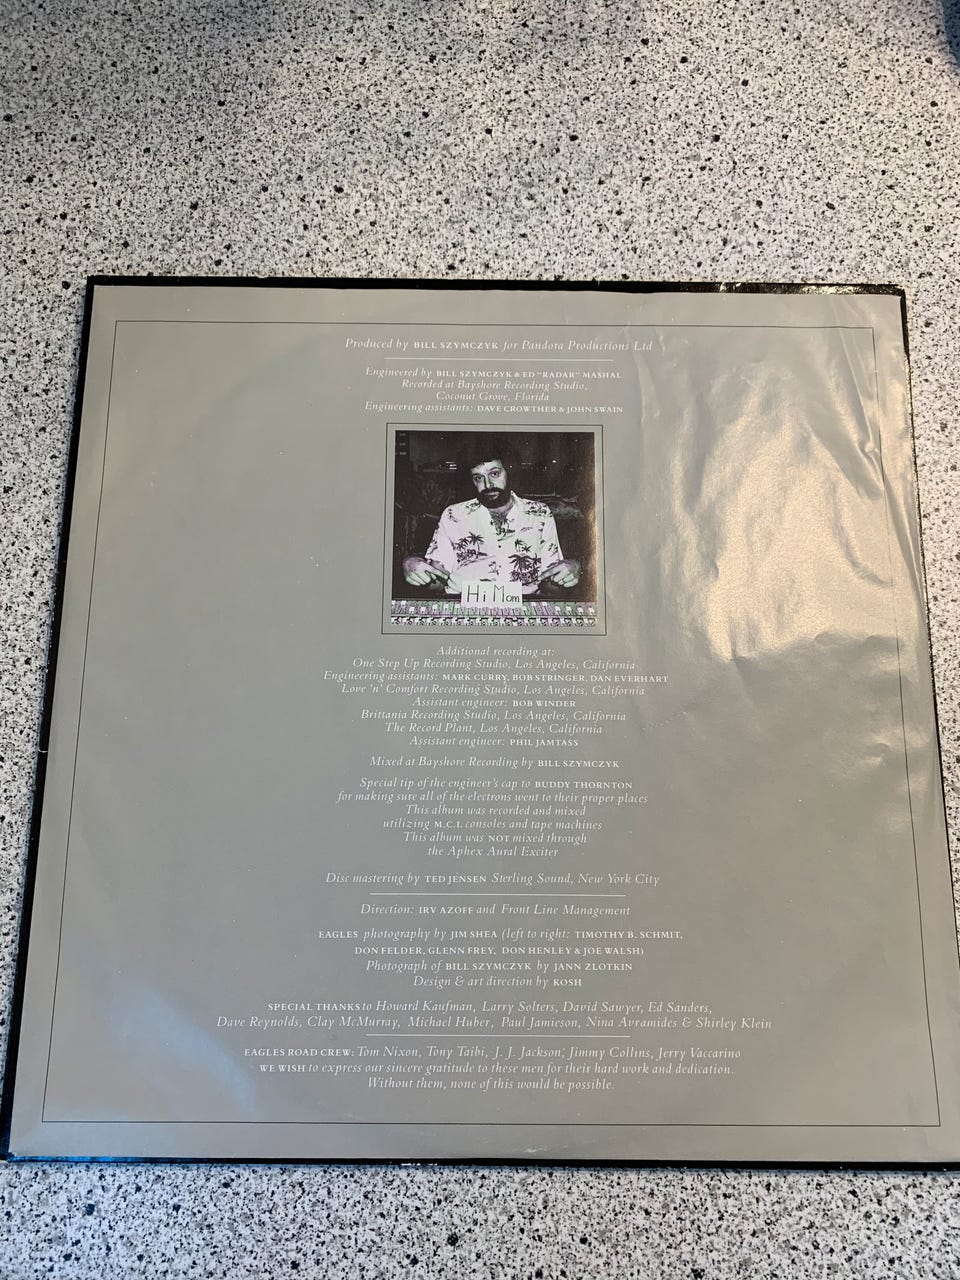 Produced by BILL SZYMCZYK for Pandora Productions Ltd
Engineered by BILL SZYMCZYK & ED "RADAR" MASHAL
Recorded at Bayshore Recording Studio,
Coconut Grove, Florida
Engineering assistants: DAVE CROWTHER & JOHN SWAIN
Hi Mom
Additional recording at:
One Step Up Recording Studio, Los Angeles, California
Engineering assistants: MARK CURRY, BOB STRINGER, DAN EVERHART
Love 'n' Comfort Recording Studio, Los Angeles, California
Assistant engineer: BOB WINDER
Brittania Recording Studio, Los Angeles, California
The Record Plant, Los Angeles, California
Assistant engineer: PHIL JAMTASS
Mixed at Bayshore Recording by BILL SZYMCZYK
Special tip of the engineer's cap to BUDDY THORNTON
for making sure all of the electrons went to their proper places
This album was recorded and mixed
utilizing M.C.I. consoles and tape machines
This album was NOT mixed through
the Aphex Aural Exciter
Disc mastering by TED JENSEN Sterling Sound, New York City
Direction: IRV AZOFF and Front Line Management
EAGLES photography by JIM SHEA (left to right: TIMOTHY B. SCHMIT,
DON FELDER, GLENN FREY, DON HENLEY & JOE WALSH)
Photograph of BILL SZYMCZYK by JANN ZLOTKIN
Design & art direction by KOSH
SPECIAL THANKS to Howard Kaufman, Larry Solters, David Sawyer, Ed Sanders,
Dave Reynolds, Clay McMurray, Michael Huber, Paul Jamieson, Nina Avramides & Shirley Klein
EAGLES ROAD CREW: Tom Nixon, Tony Taibi, J. J. Jackson, Jimmy Collins, Jerry Vaccarino
WE WISH to express our sincere gratitude to these men for their hard work and dedication.
Without them, none of this would be possible.